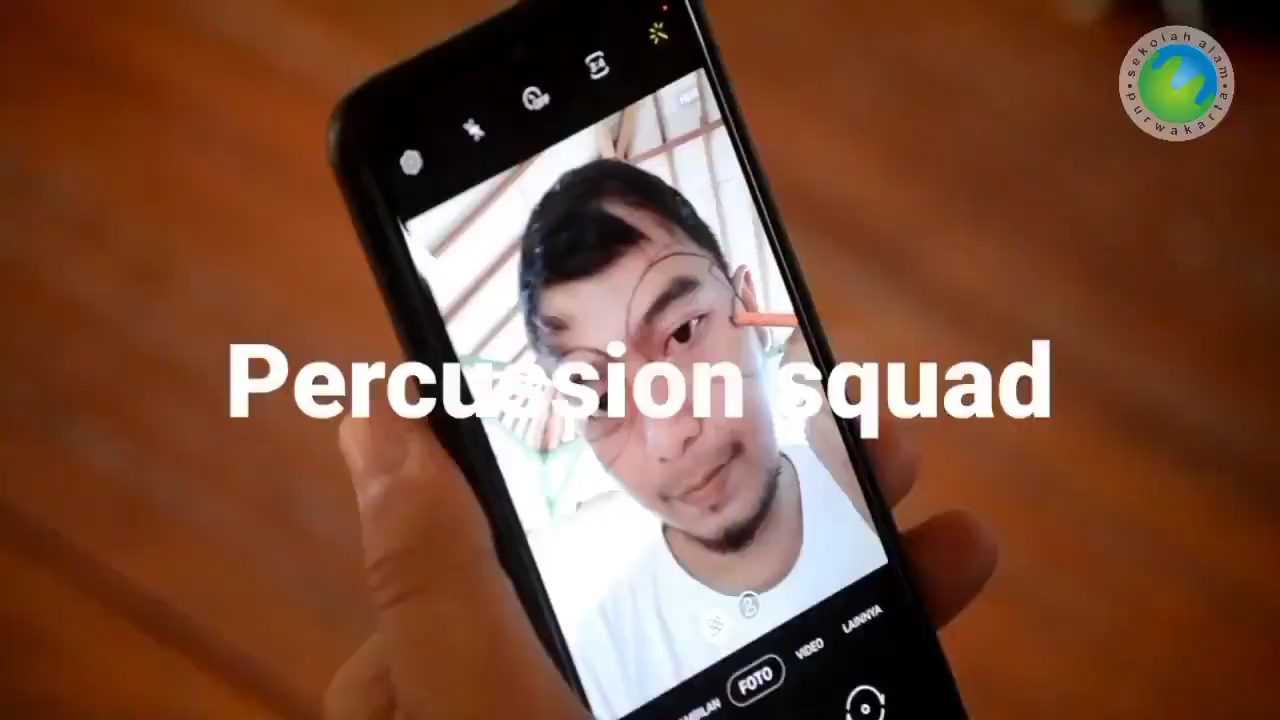 sekolah alam
purwakarta
Percussion squad
LAINNYA
VIDEO
FOTO